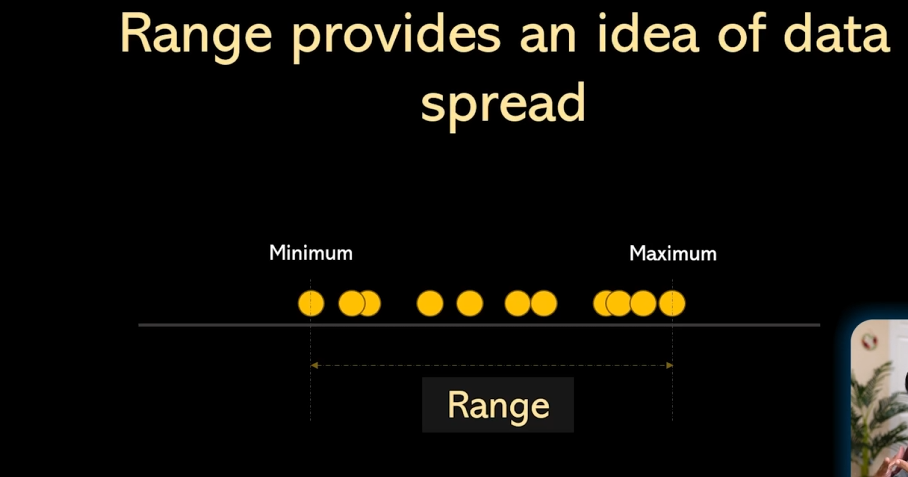 Range provides an idea of data
spread
Minimum
Maximum
Range